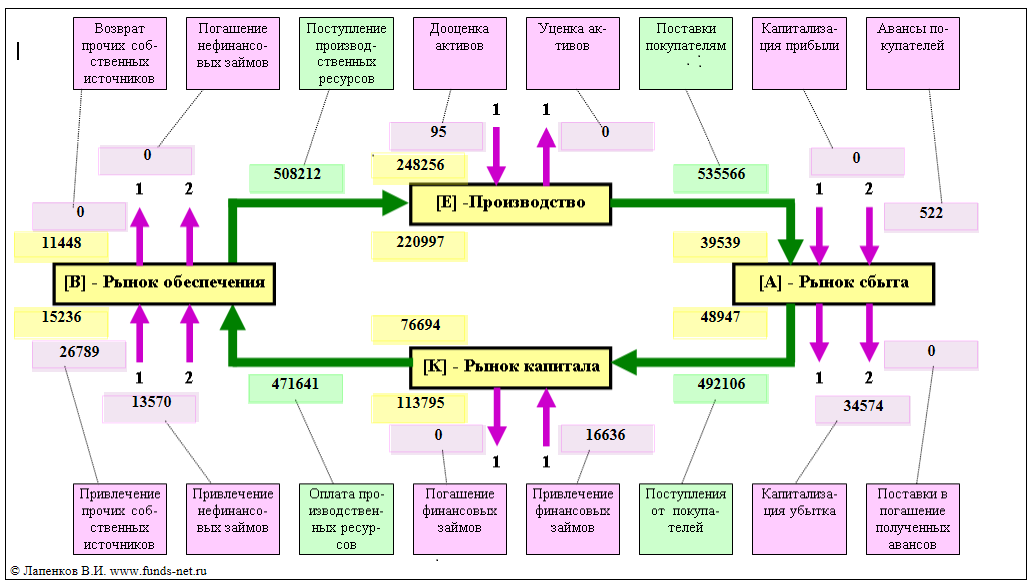 Возврат прочих соб-ственных источников
Погашение нефинансо-вых займов
Поступление производ-ственных ресурсов
Дооценка активов
Уценка ак-тивов
Поставки покупателям
Капитализа-ция прибыли
Авансы по-купателей
1
1
95
0
248256
0
508212
535566
0
1
2
[E] -Производство
1
2
0
522
11448
220997
39539
[B] - Рынок обеспечения
[A] - Рынок сбыта
15236
76694
48947
26789
0
[K] - Рынок капитала
1
2
471641
492106
1
2
13570
113795
34574
0
16636
1
1
Привлечение прочих соб-ственных источников
Привлечение нефинансо-вых займов
Оплата про-изводствен-ных ресур-сов
Погашение финансовых займов
Привлечение финансовых займов
Поступления от покупа-телей
Капитализа-ция убытка
Поставки в погашение полученных авансов
© Лапенков В.И. www.funds-net.ru